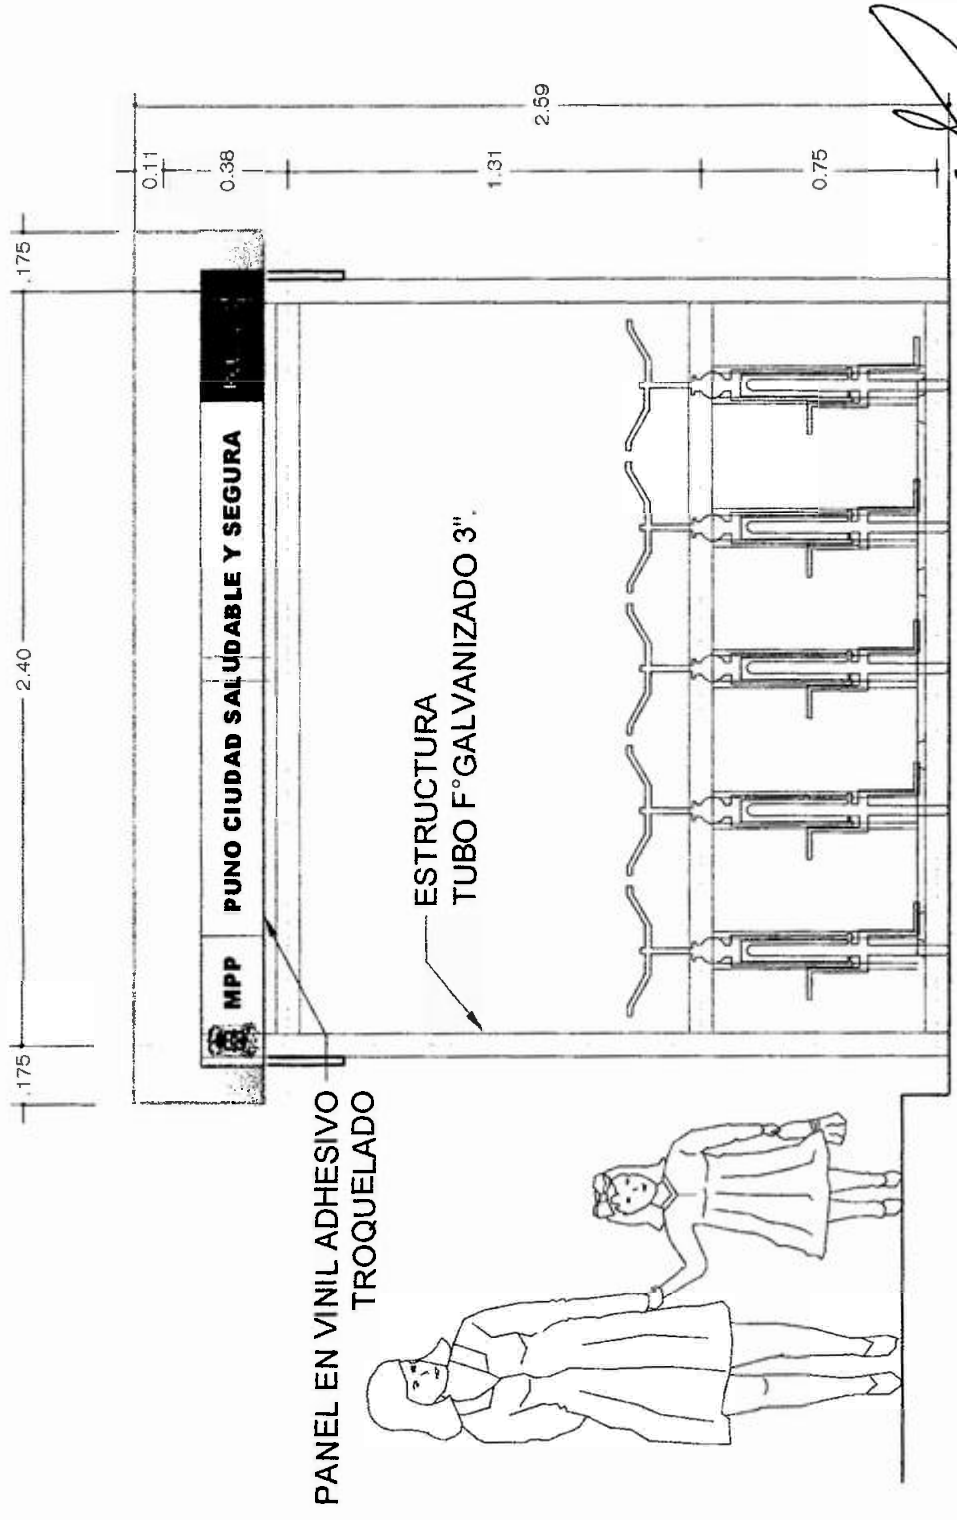 .175
2.40
.175
0.11
0.38
1.31
0.75
2.59
MPP
PUNO CIUDAD SALUDABLE Y SEGURA
PANEL EN VINIL ADHESIVO
TROQUELADO
ESTRUCTURA
TUBO F°GALVANIZADO 3".